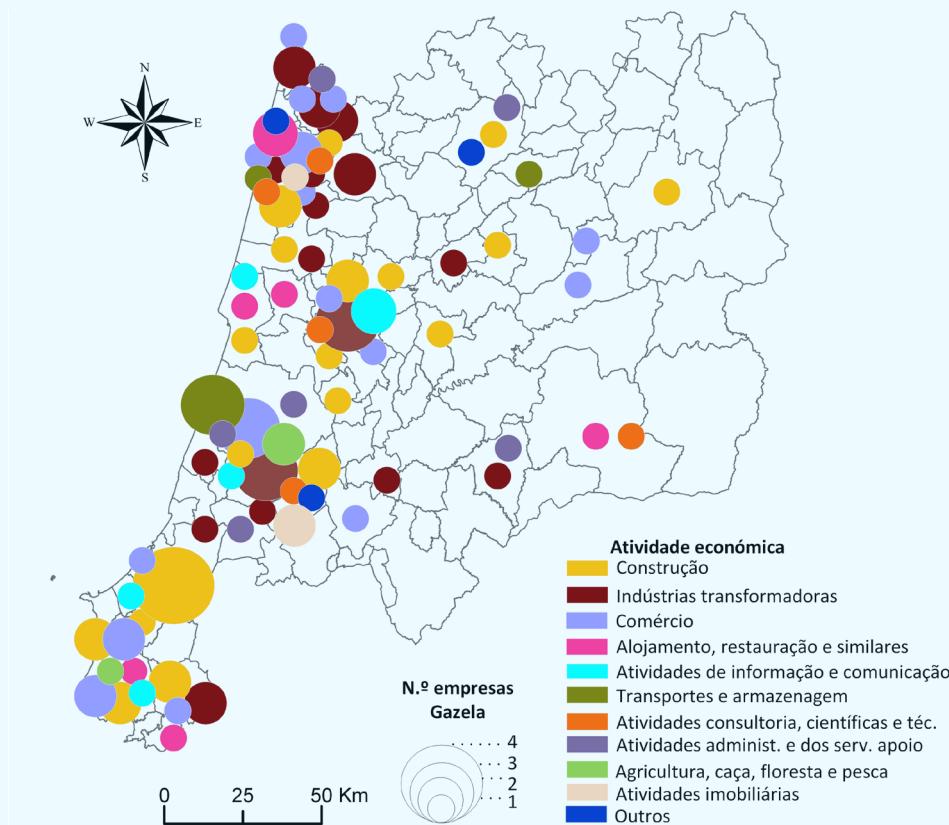 N
W E
S
Atividade económica
Construção
Indústrias transformadoras
Comércio
Alojamento, restauração e similares
Atividades de informação e comunicação
Transportes e armazenagem
Atividades consultoria, científicas e téc.
Atividades administ. e dos serv. apoio
Agricultura, caça, floresta e pesca
Atividades imobiliárias
Outros
N.º empresas
Gazela
4
3
2
1
0 25 50 Km